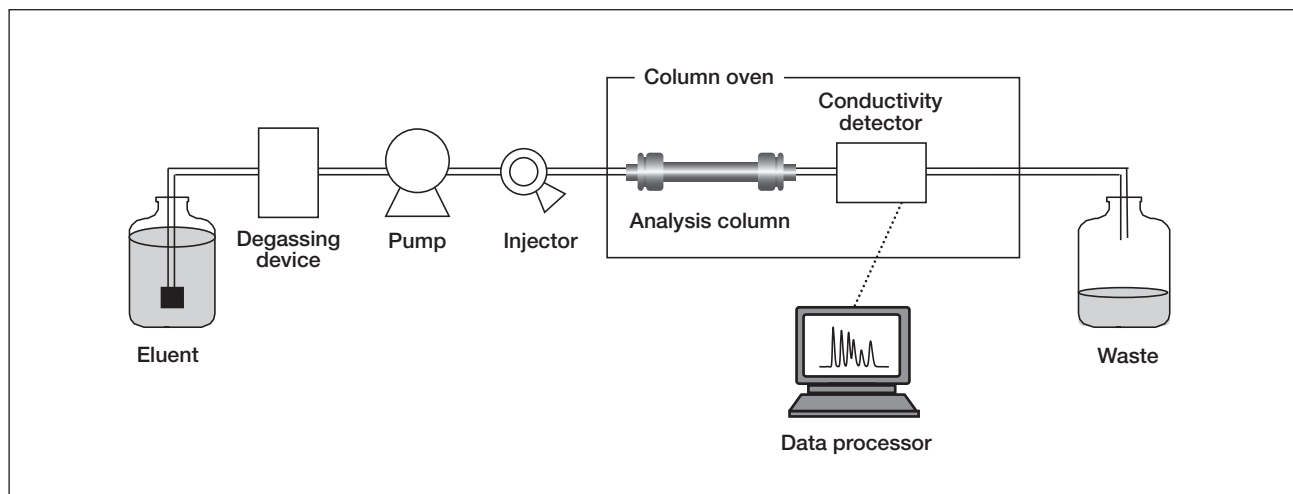 Column oven
Conductivity
detector
Analysis column
Degassing
device
Pump
Injector
Eluent
Waste
Data processor